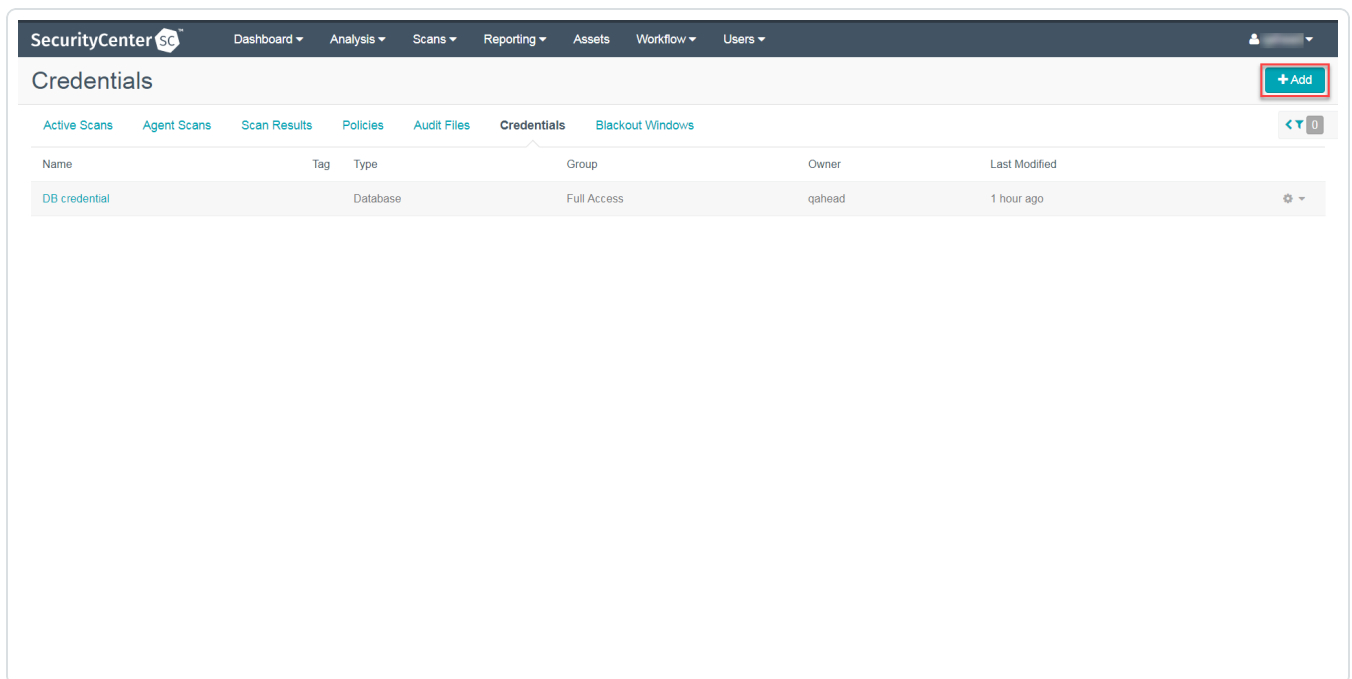 SecurityCenter SC™ Dashboard Analysis Scans Reporting Assets Workflow Users
Credentials + Add
Active Scans Agent Scans Scan Results Policies Audit Files Credentials Blackout Windows 0
Name Tag Type Group Owner Last Modified
DB credential Database Full Access qahead 1 hour ago